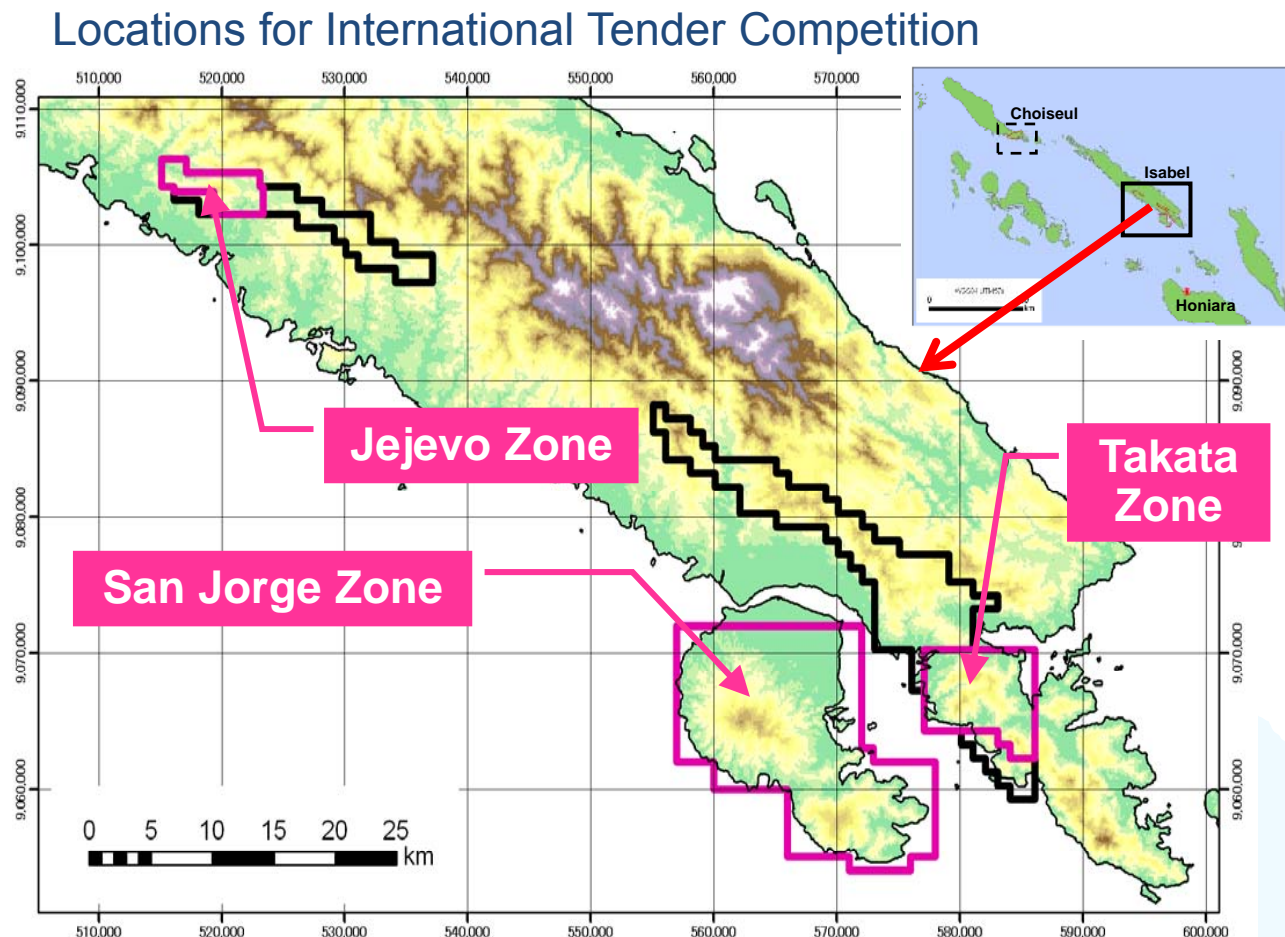 Locations for International Tender Competition
510,000 520,000 530,000 540,000 550,000 560,000 570,000
9,110,000
9,100,000
9,090,000
9,080,000
9,070,000
9,060,000
Choiseul
Isabel
Honiara
0
km
9,090,000
9,070,000
9,060,000
Jejevo Zone
Takata
Zone
San Jorge Zone
0 5 10 15 20 25
km
510,000 520,000 530,000 540,000 550,000 560,000 570,000 580,000 590,000 600,000